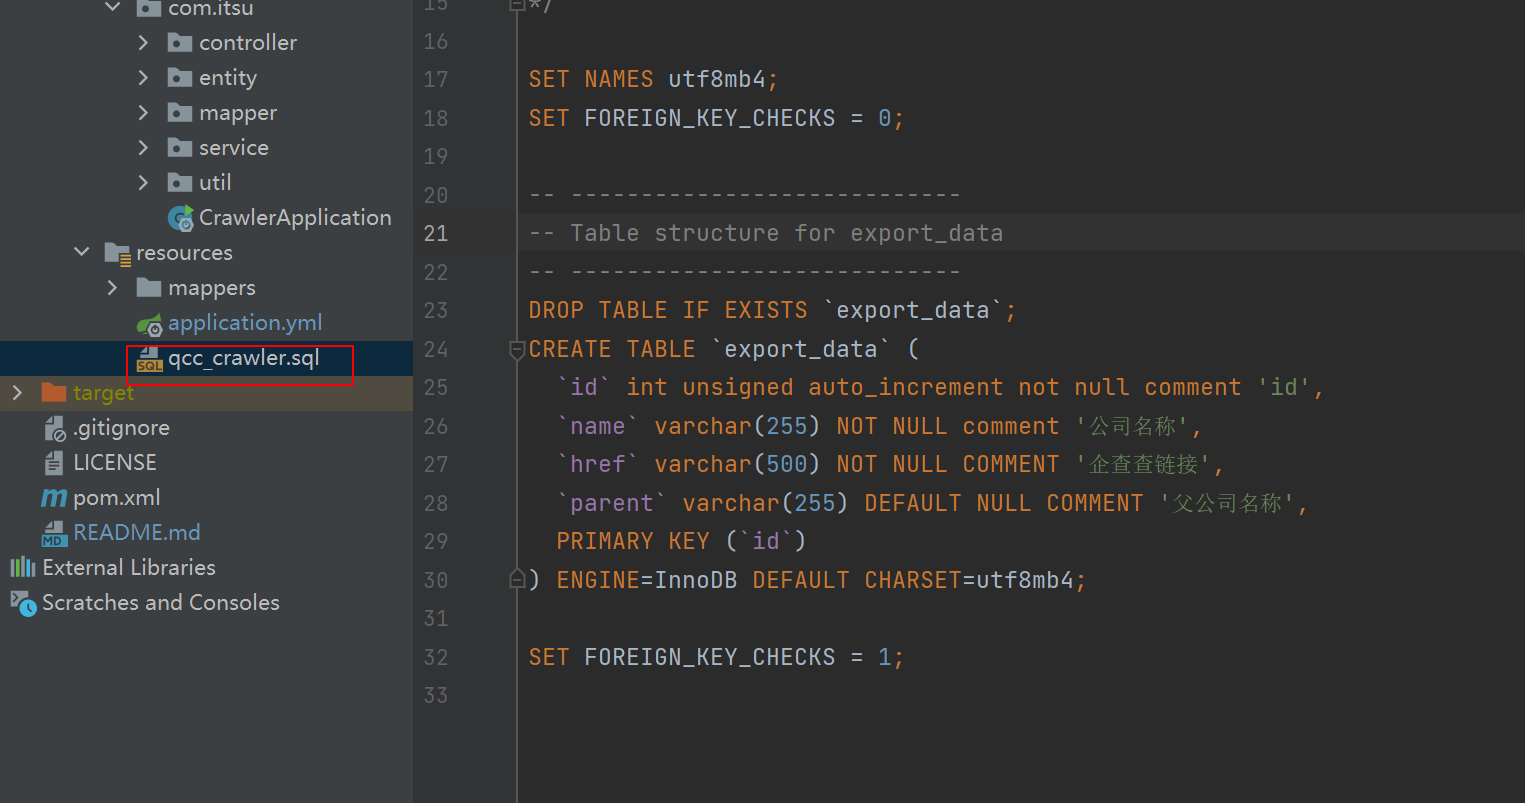 com.itsu
controller
entity
mapper
service
util
CrawlerApplication
resources
mappers
application.yml
SQL qcc_crawler.sql
target
.gitignore
LICENSE
m pom.xml
MD README.md
External Libraries
Scratches and Consoles
15 */
16
17 SET NAMES utf8mb4;
18 SET FOREIGN_KEY_CHECKS = 0;
19
20 -- ----------------------------
21 -- Table structure for export_data
22 -- ----------------------------
23 DROP TABLE IF EXISTS `export_data`;
24 CREATE TABLE `export_data` (
25 `id` int unsigned auto_increment not null comment 'id',
26 `name` varchar(255) NOT NULL comment '公司名称',
27 `href` varchar(500) NOT NULL COMMENT '企查查链接',
28 `parent` varchar(255) DEFAULT NULL COMMENT '父公司名称',
29 PRIMARY KEY (`id`)
30 ) ENGINE=InnoDB DEFAULT CHARSET=utf8mb4;
31
32 SET FOREIGN_KEY_CHECKS = 1;
33